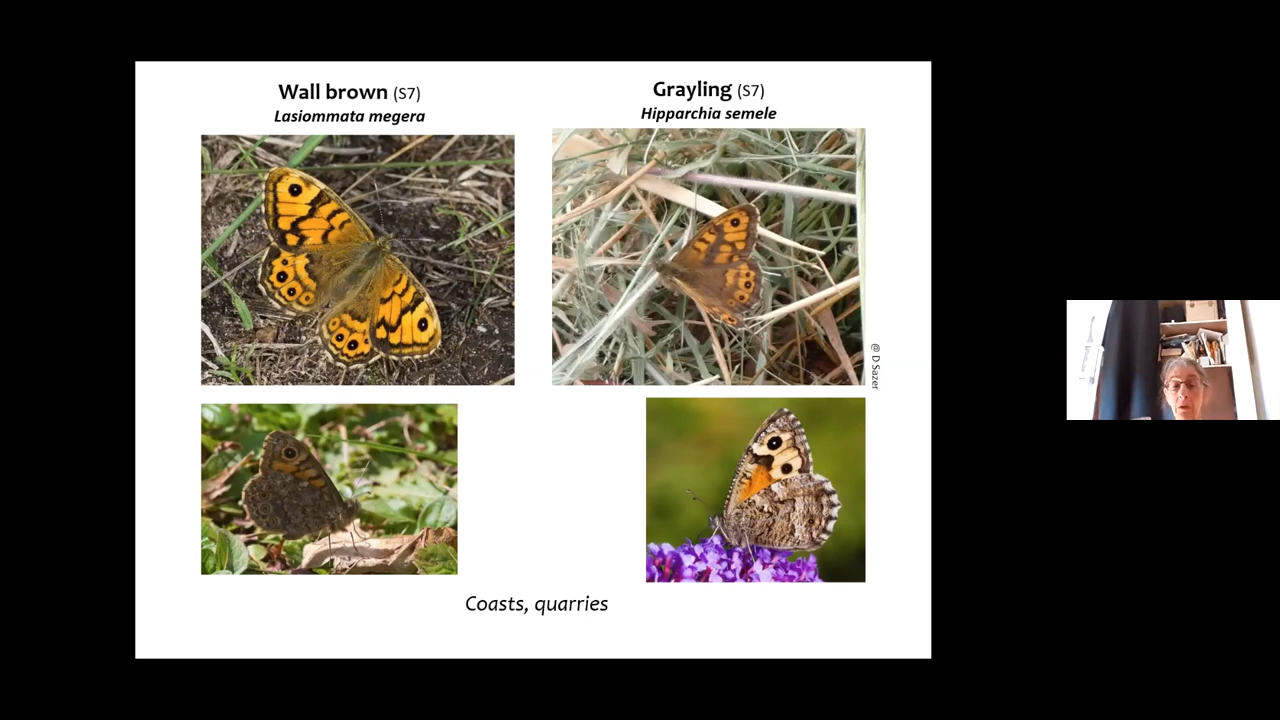 Wall brown (S7)
Lasiommata megera
Grayling (S7)
Hipparchia semele
@ D Sazer
Coasts, quarries